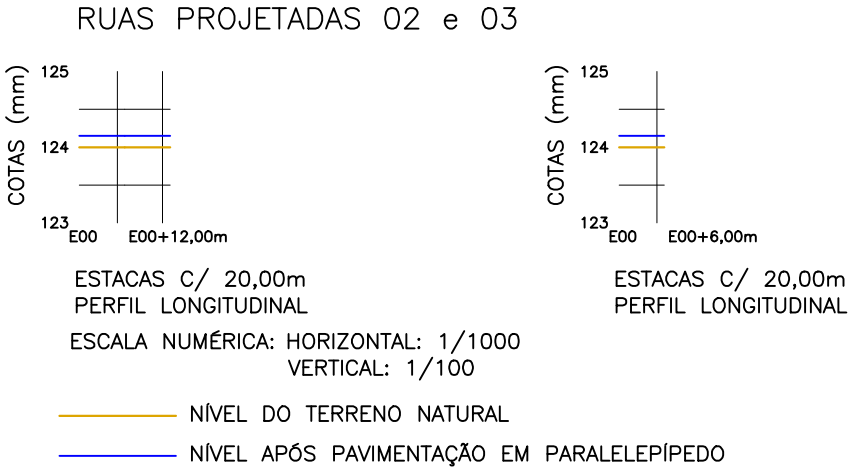 RUAS PROJETADAS 02 e 03
COTAS (mm)
125
124
123
E00 E00+12,00m
ESTACAS C/ 20,00m
PERFIL LONGITUDINAL
COTAS (mm)
125
124
123
E00 E00+6,00m
ESTACAS C/ 20,00m
PERFIL LONGITUDINAL
ESCALA NUMÉRICA: HORIZONTAL: 1/1000
VERTICAL: 1/100
NÍVEL DO TERRENO NATURAL
NÍVEL APÓS PAVIMENTAÇÃO EM PARALELEPÍPEDO